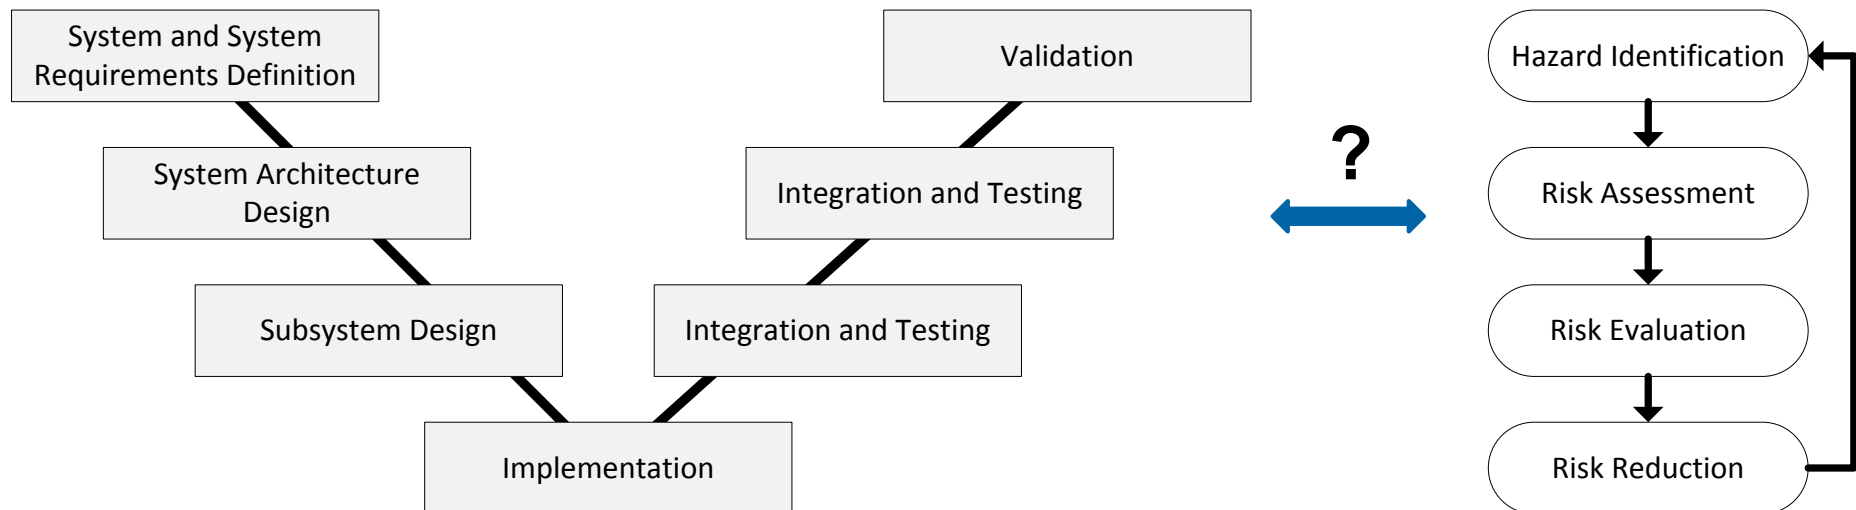 System and System
Requirements Definition
System Architecture
Design
Subsystem Design
Implementation
Integration and Testing
Integration and Testing
Validation
?
Hazard Identification
Risk Assessment
Risk Evaluation
Risk Reduction